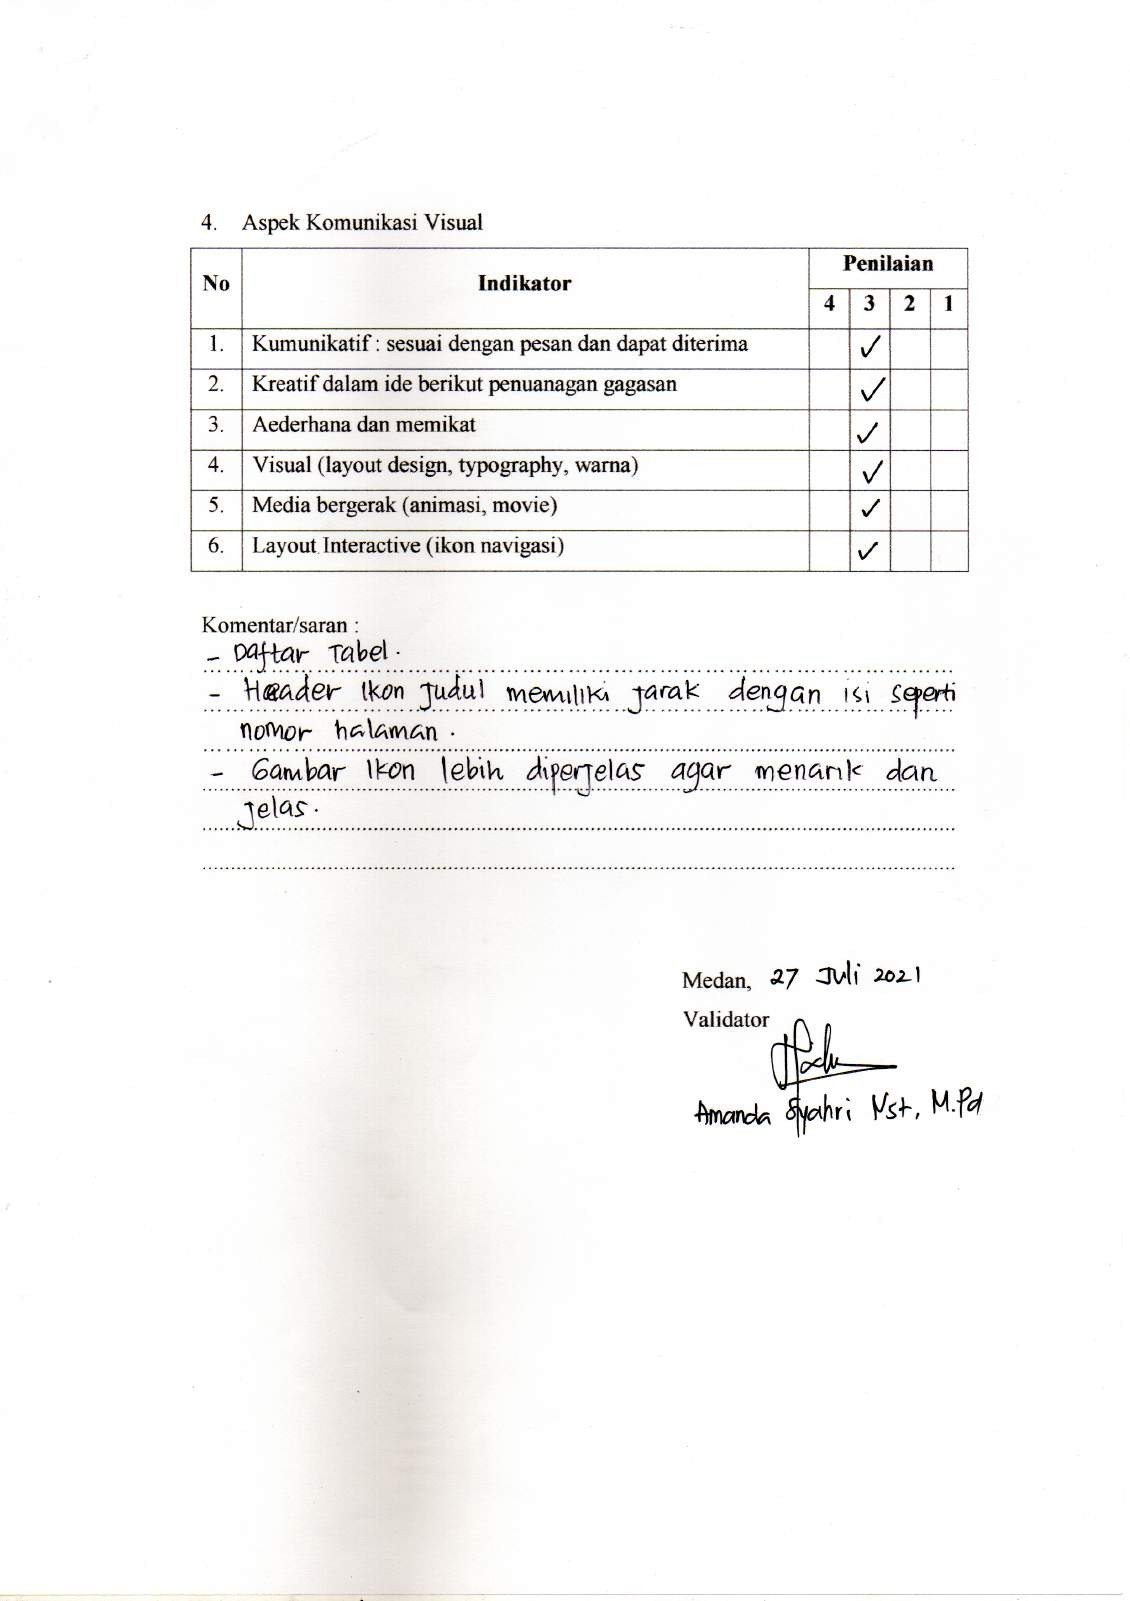 4. Aspek Komunikasi Visual
No Indikator Penilaian
4 3 2 1
1. Kumunikatif : sesuai dengan pesan dan dapat diterima ✓
2. Kreatif dalam ide berikut penuanagan gagasan ✓
3. Aederhana dan memikat ✓
4. Visual (layout design, typography, warna) ✓
5. Media bergerak (animasi, movie) ✓
6. Layout Interactive (ikon navigasi) ✓
Komentar/saran :
- Daftar Tabel.
- Header Ikon Judul memiliki jarak dengan isi seperti
nomor halaman.
- Gambar Ikon lebih diperjelas agar menarik dan
jelas.
Medan, 27 Juli 2021
Validator
Amanda Syahri Nst, M.Pd